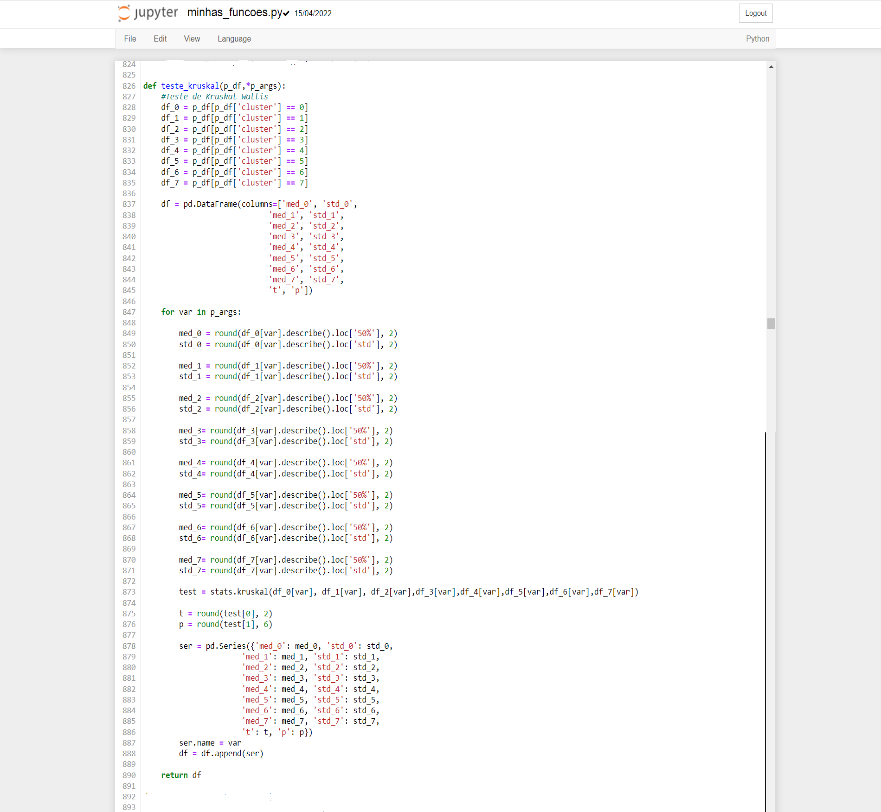 jupyter minhas_funcoes.py✔ 15/04/2022
Logout
File Edit View Language
Python
824
825
826 def teste_kruskal(p_df,*p_args):
827 #Teste de Kruskal Wallis
828 df_0 = p_df[p_df['cluster'] == 0]
829 df_1 = p_df[p_df['cluster'] == 1]
830 df_2 = p_df[p_df['cluster'] == 2]
831 df_3 = p_df[p_df['cluster'] == 3]
832 df_4 = p_df[p_df['cluster'] == 4]
833 df_5 = p_df[p_df['cluster'] == 5]
834 df_6 = p_df[p_df['cluster'] == 6]
835 df_7 = p_df[p_df['cluster'] == 7]
836
837 df = pd.DataFrame(columns=['med_0', 'std_0',
838 'med_1', 'std_1',
839 'med_2', 'std_2',
840 'med_3', 'std_3',
841 'med_4', 'std_4',
842 'med_5', 'std_5',
843 'med_6', 'std_6',
844 'med_7', 'std_7',
845 't', 'p'])
846
847 for var in p_args:
848
849 med_0 = round(df_0[var].describe().loc['50%'], 2)
850 std_0 = round(df_0[var].describe().loc['std'], 2)
851
852 med_1 = round(df_1[var].describe().loc['50%'], 2)
853 std_1 = round(df_1[var].describe().loc['std'], 2)
854
855 med_2 = round(df_2[var].describe().loc['50%'], 2)
856 std_2 = round(df_2[var].describe().loc['std'], 2)
857
858 med_3= round(df_3[var].describe().loc['50%'], 2)
859 std_3= round(df_3[var].describe().loc['std'], 2)
860
861 med_4= round(df_4[var].describe().loc['50%'], 2)
862 std_4= round(df_4[var].describe().loc['std'], 2)
863
864 med_5= round(df_5[var].describe().loc['50%'], 2)
865 std_5= round(df_5[var].describe().loc['std'], 2)
866
867 med_6= round(df_6[var].describe().loc['50%'], 2)
868 std_6= round(df_6[var].describe().loc['std'], 2)
869
870 med_7= round(df_7[var].describe().loc['50%'], 2)
871 std_7= round(df_7[var].describe().loc['std'], 2)
872
873 test = stats.kruskal(df_0[var], df_1[var], df_2[var],df_3[var],df_4[var],df_5[var],df_6[var],df_7[var])
874
875 t = round(test[0], 2)
876 p = round(test[1], 6)
877
878 ser = pd.Series({'med_0': med_0, 'std_0': std_0,
879 'med_1': med_1, 'std_1': std_1,
880 'med_2': med_2, 'std_2': std_2,
881 'med_3': med_3, 'std_3': std_3,
882 'med_4': med_4, 'std_4': std_4,
883 'med_5': med_5, 'std_5': std_5,
884 'med_6': med_6, 'std_6': std_6,
885 'med_7': med_7, 'std_7': std_7,
886 't': t, 'p': p})
887 ser.name = var
888 df = df.append(ser)
889
890 return df
891
892
893